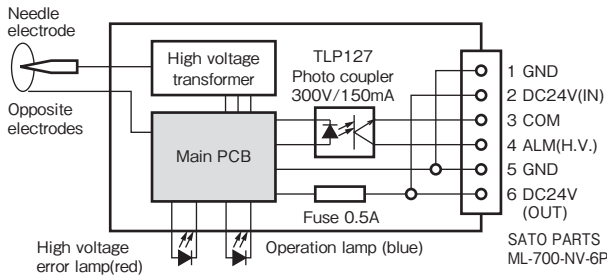 Needle
electrode
Opposite
electrodes
High voltage
transformer
TLP127
Photo coupler
300V/150mA
Main PCB
Fuse 0.5A
High voltage
error lamp(red)
Operation lamp (blue)
1 GND
2 DC24V(IN)
3 COM
4 ALM(H.V.)
5 GND
6 DC24V
(OUT)
SATO PARTS
ML-700-NV-6P